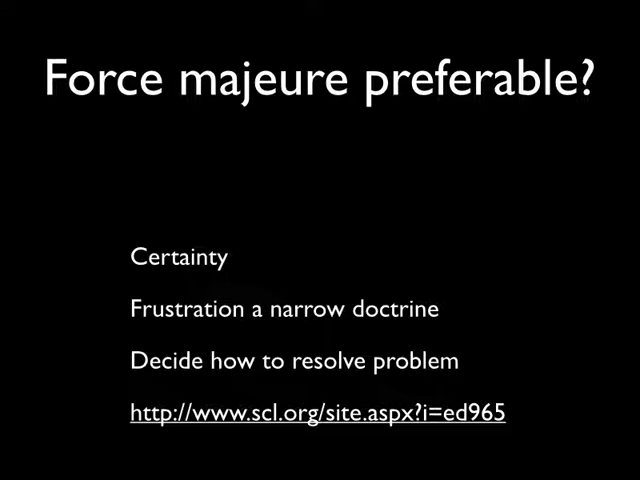 Force majeure preferable?
Certainty
Frustration a narrow doctrine
Decide how to resolve problem
http://www.scl.org/site.aspx?i=ed965